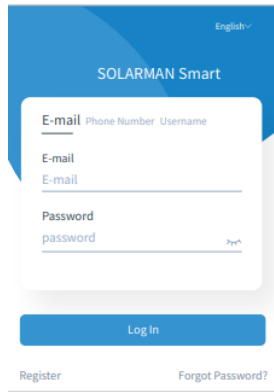 English
SOLARMAN Smart
E-mail Phone Number Username
E-mail
E-mail
Password
password
Log In
Register Forgot Password?